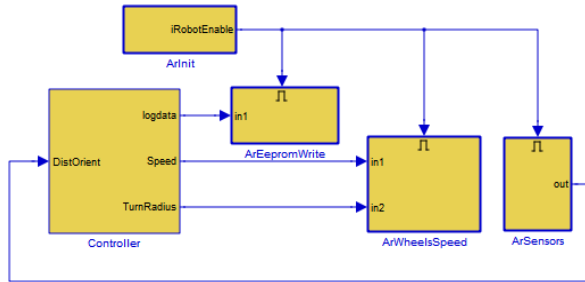 iRobotEnable
ArInit
logdata
in1
ArEepromWrite
DistOrient
Speed
in1
TurnRadius
in2
out
Controller
ArWheelsSpeed
ArSensors